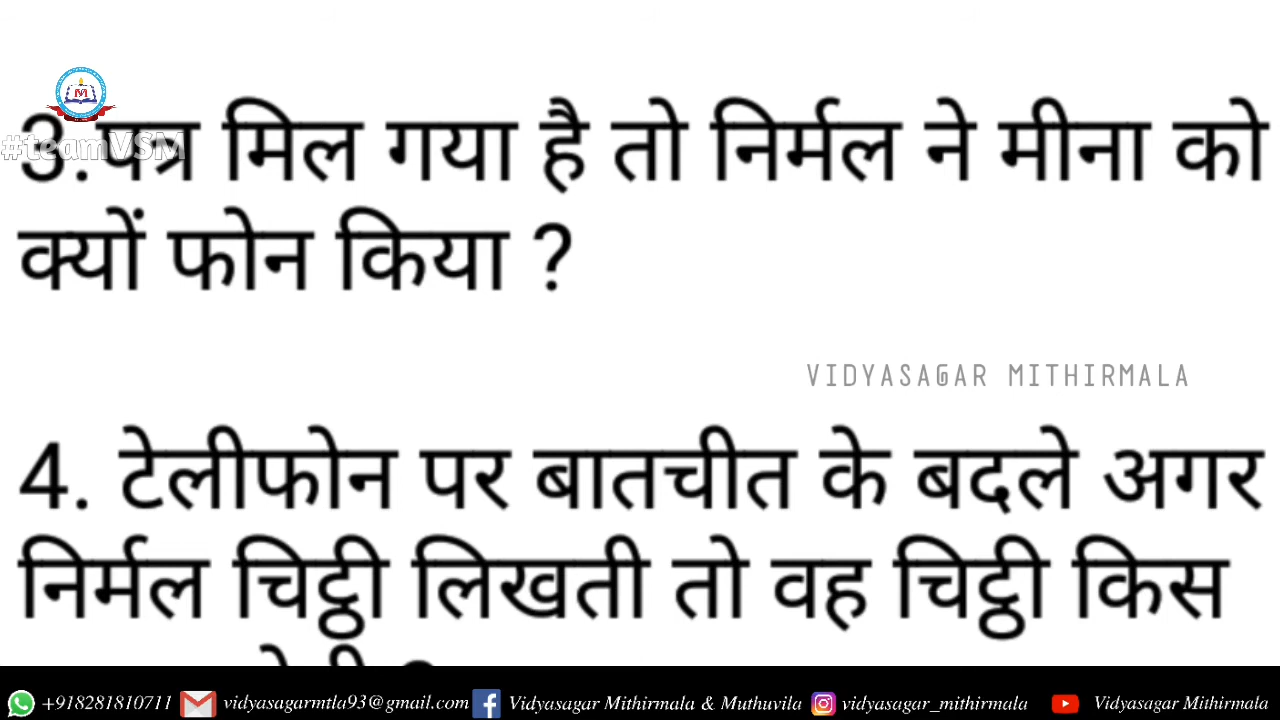 #teamVSM
3.पत्र मिल गया है तो निर्मल ने मीना को
क्यों फोन किया ?
VIDYASAGAR MITHIRMALA
4. टेलीफोन पर बातचीत के बदले अगर
निर्मल चिट्ठी लिखती तो वह चिट्ठी किस
+918281810711 vidyasagarmtla93@gmail.com Vidyasagar Mithirmala & Muthuvila vidyasagar_mithirmala Vidyasagar Mithirmala